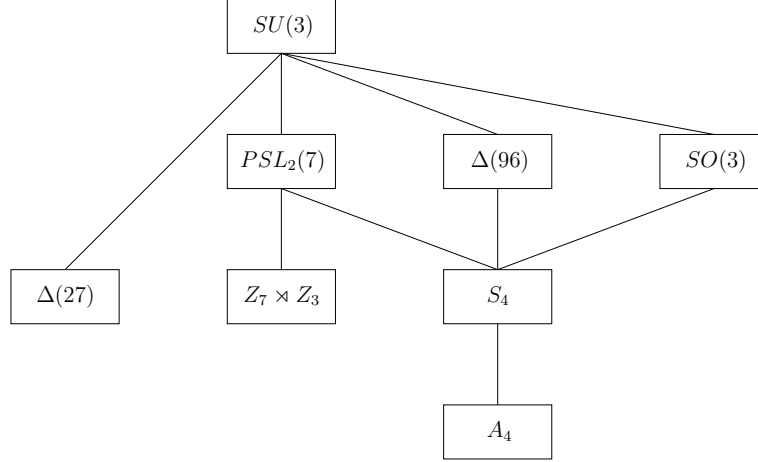 SU(3)
PSL₂(7)
Δ(96)
SO(3)
Δ(27)
Z₇ ⋊ Z₃
S₄
A₄